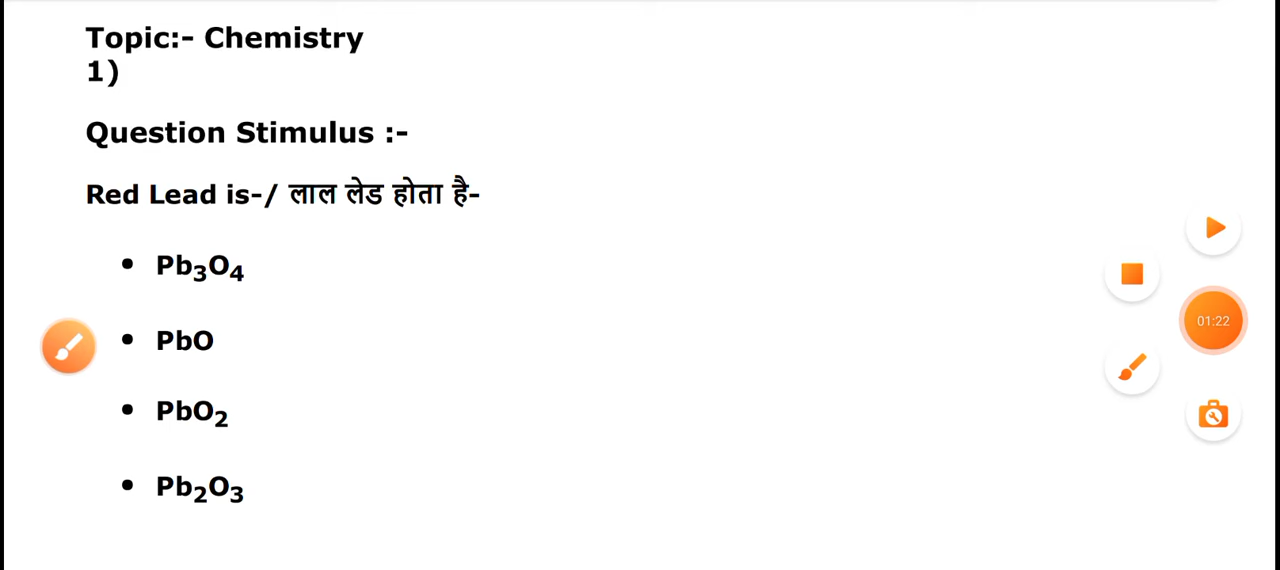 Topic:- Chemistry
1)
Question Stimulus :-
Red Lead is-/ लाल लेड होता है-
• Pb₃O₄
• PbO
• PbO₂
• Pb₂O₃
01:22